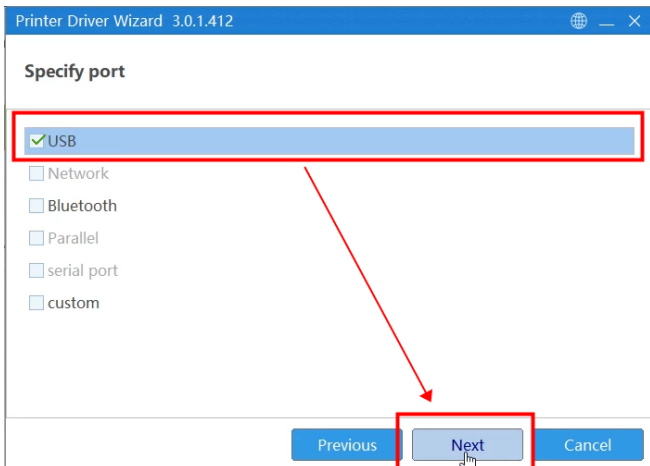 Printer Driver Wizard 3.0.1.412
Specify port
USB
Network
Bluetooth
Parallel
serial port
custom
Previous Next Cancel